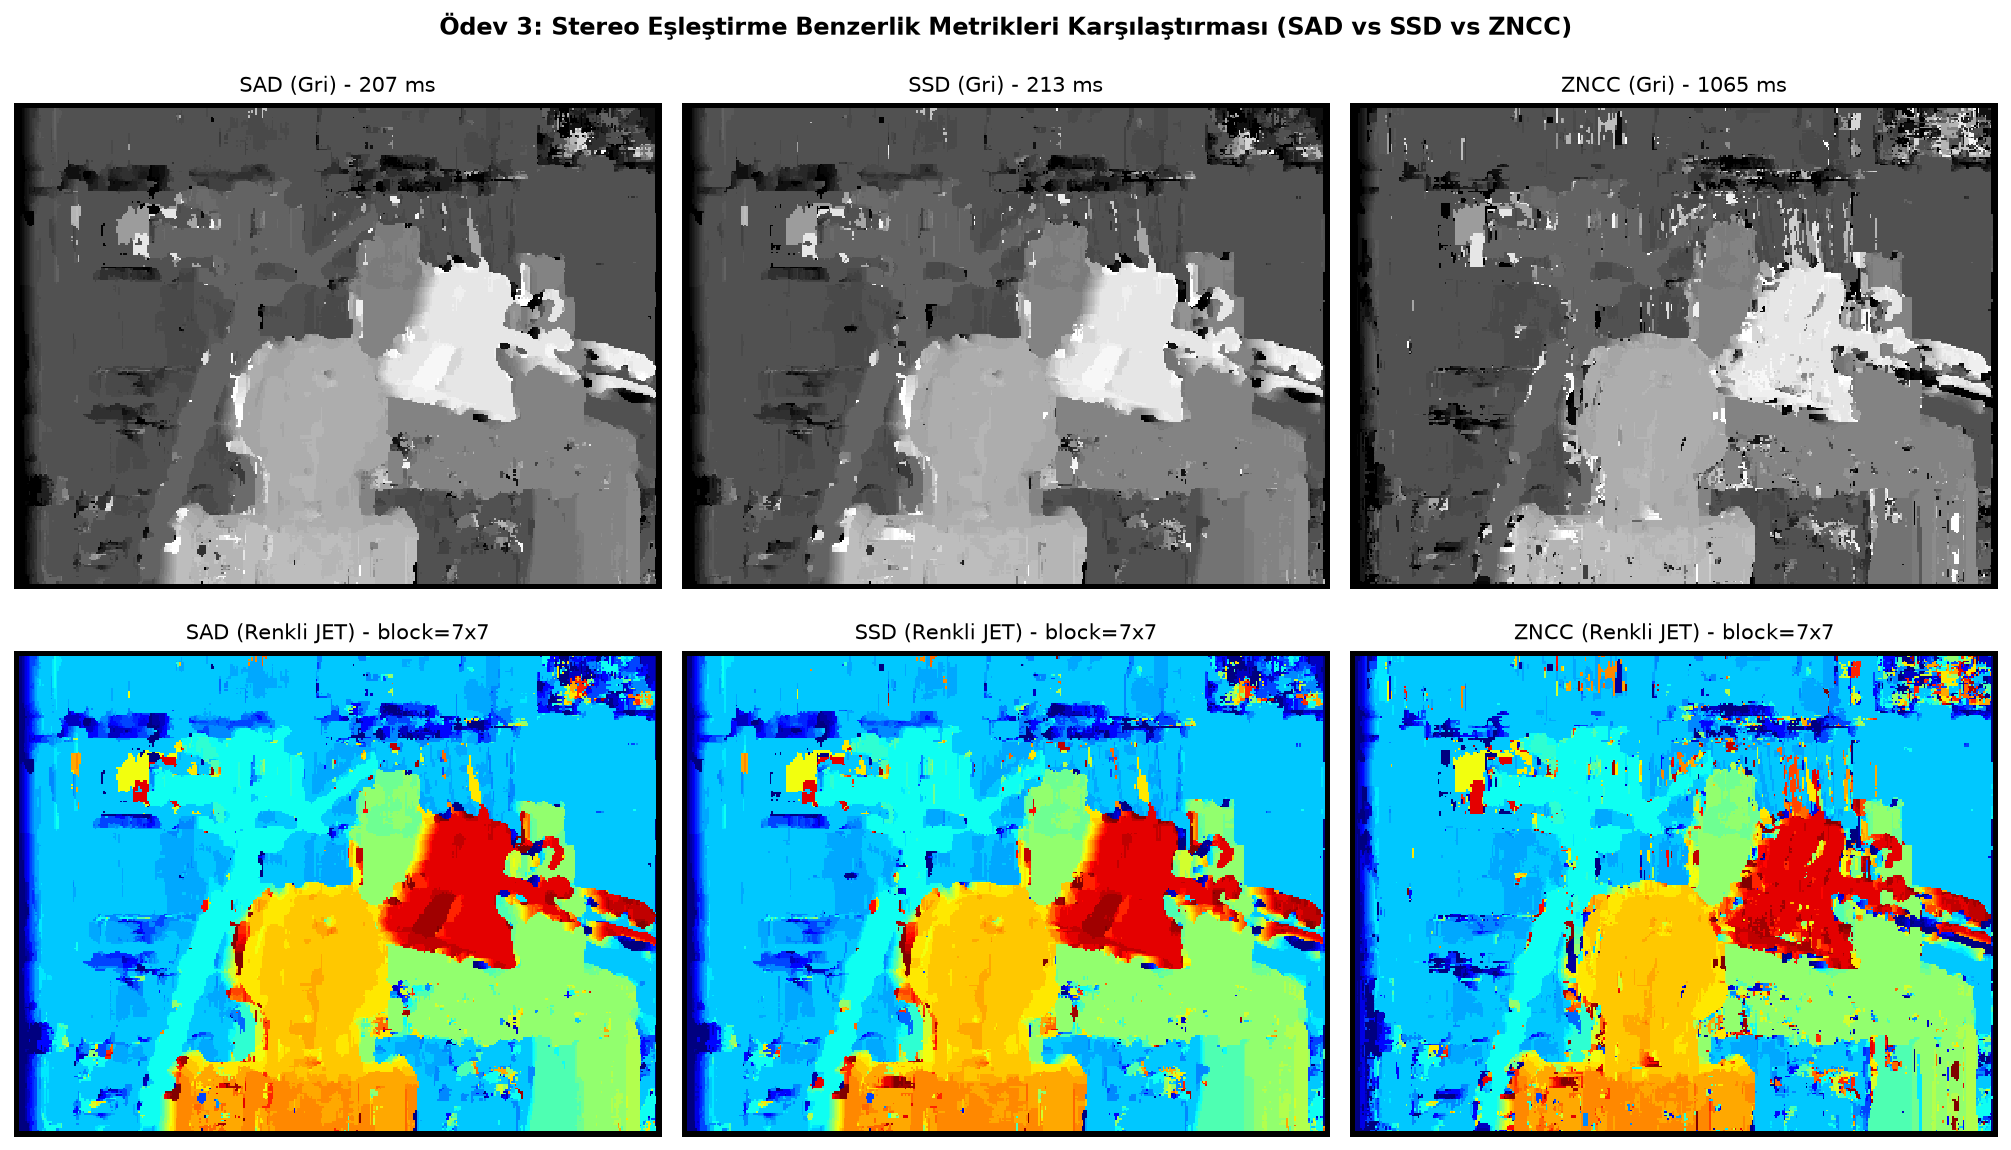 Ödev 3: Stereo Eşleştirme Benzerlik Metrikleri Karşılaştırması (SAD vs SSD vs ZNCC)
SAD (Gri) - 207 ms
SSD (Gri) - 213 ms
ZNCC (Gri) - 1065 ms
SAD (Renkli JET) - block=7x7
SSD (Renkli JET) - block=7x7
ZNCC (Renkli JET) - block=7x7